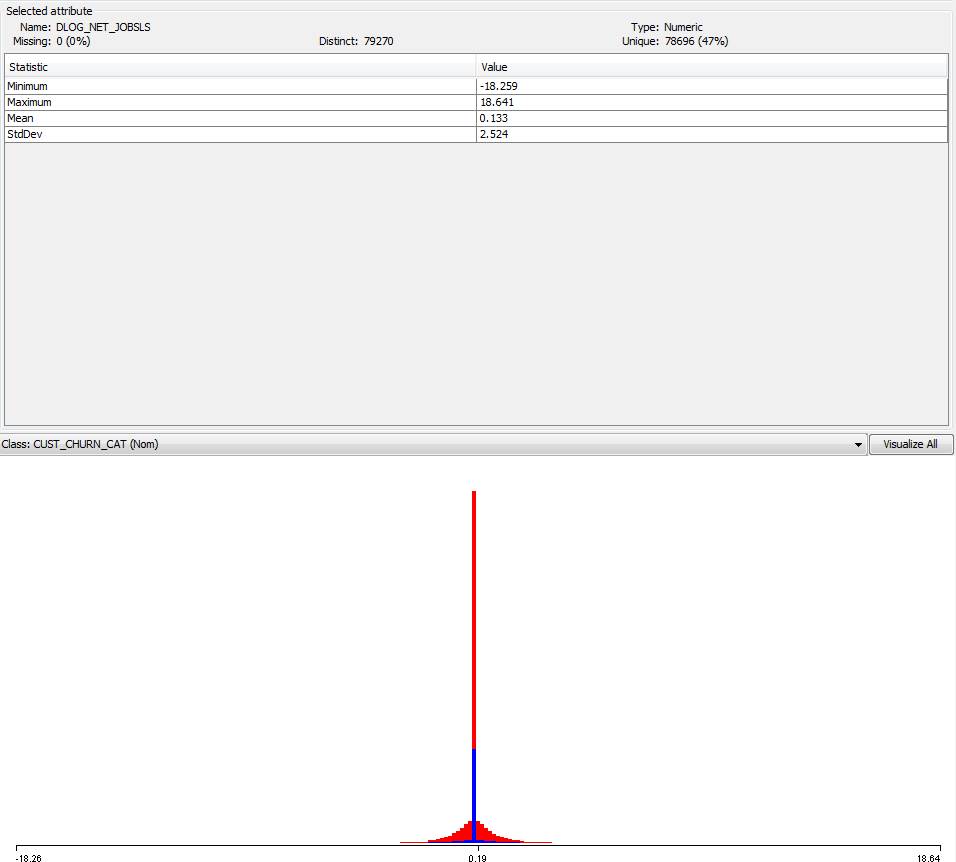 Selected attribute
Name: DLOG_NET_JOBSLS Type: Numeric
Missing: 0 (0%) Distinct: 79270 Unique: 78696 (47%)
Statistic Value
Minimum -18.259
Maximum 18.641
Mean 0.133
StdDev 2.524
Class: CUST_CHURN_CAT (Nom) Visualize All
-18.26 0.19 18.64